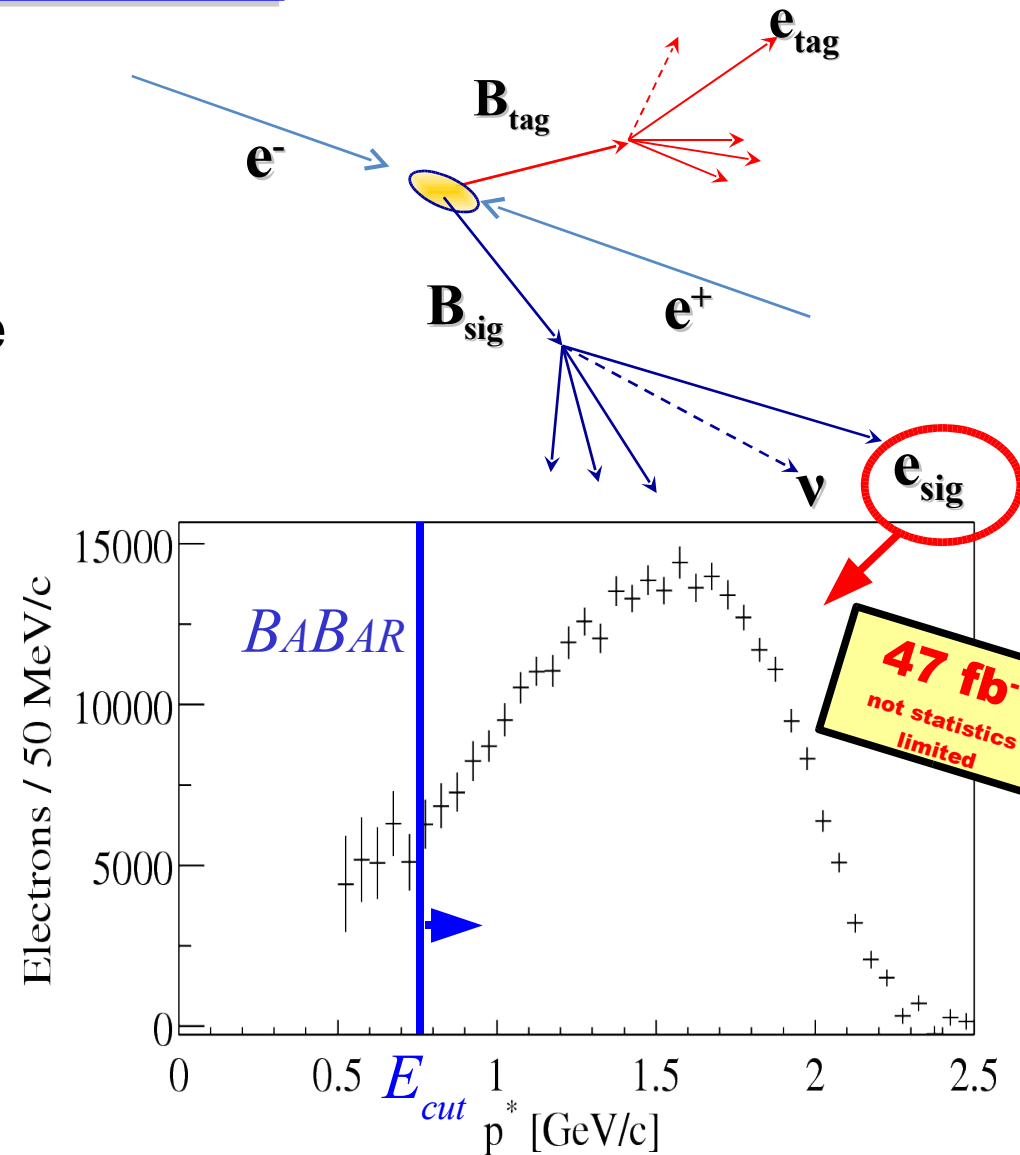 e_tag
B_tag
e^-
B_sig
e^+
e
ν
e_sig
15000
BABAR
47 fb^-
not statistics
limited
10000
5000
0
Electrons / 50 MeV/c
0 0.5 1 1.5 2 2.5
E_cut
p^* [GeV/c]